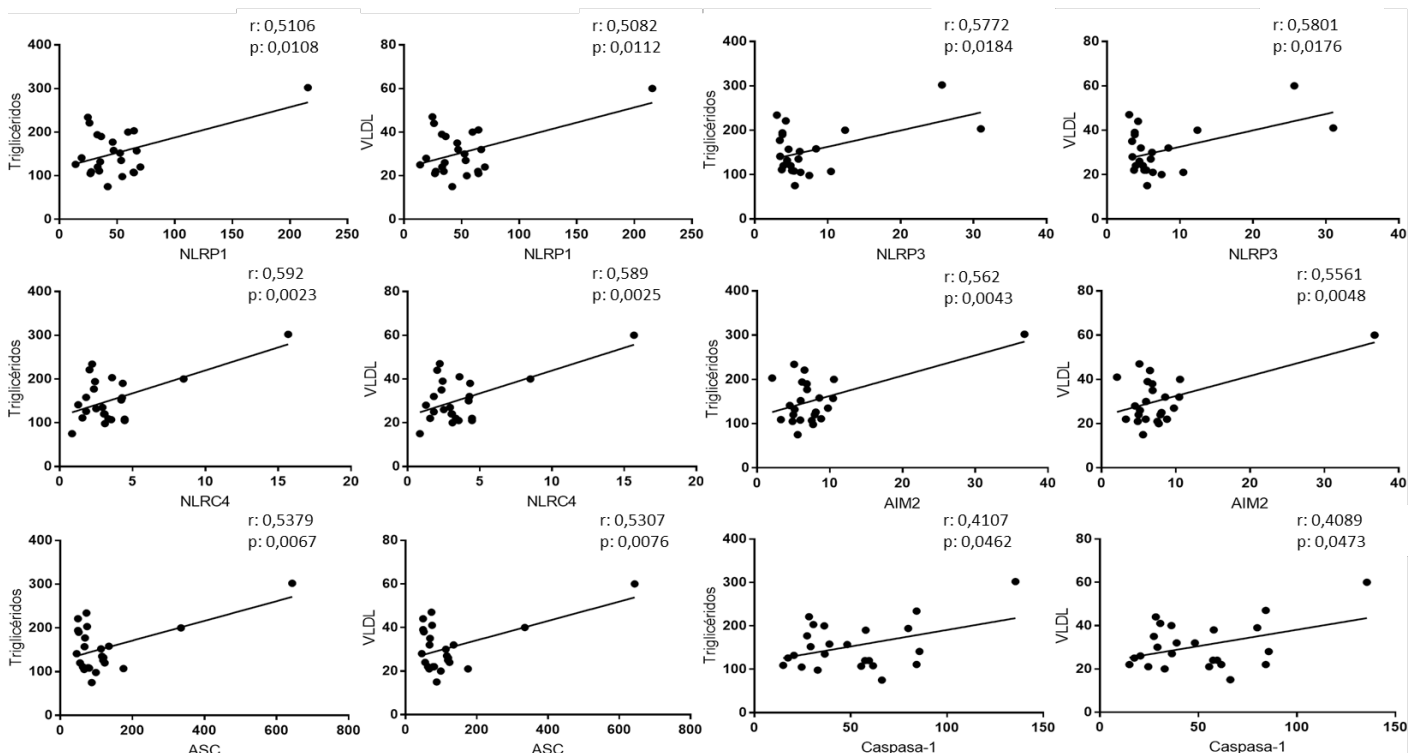 r: 0,5106
p: 0,0108
400
300
200
100
0
Triglicéridos
0 50 100 150 200 250
NLRP1
r: 0,5082
p: 0,0112
80
60
40
20
0
VLDL
0 50 100 150 200 250
NLRP1
r: 0,5772
p: 0,0184
400
300
200
100
0
Triglicéridos
0 10 20 30 40
NLRP3
r: 0,5801
p: 0,0176
80
60
40
20
0
VLDL
0 10 20 30 40
NLRP3
r: 0,592
p: 0,0023
400
300
200
100
0
Triglicéridos
0 5 10 15 20
NLRC4
r: 0,589
p: 0,0025
80
60
40
20
0
VLDL
0 5 10 15 20
NLRC4
r: 0,562
p: 0,0043
400
300
200
100
0
Triglicéridos
0 10 20 30 40
AIM2
r: 0,5561
p: 0,0048
80
60
40
20
0
VLDL
0 10 20 30 40
AIM2
r: 0,5379
p: 0,0067
400
300
200
100
0
Triglicéridos
0 200 400 600 800
ASC
r: 0,5307
p: 0,0076
80
60
40
20
0
VLDL
0 200 400 600 800
ASC
r: 0,4107
p: 0,0462
400
300
200
100
0
Triglicéridos
0 50 100 150
Caspasa-1
r: 0,4089
p: 0,0473
80
60
40
20
0
VLDL
0 50 100 150
Caspasa-1